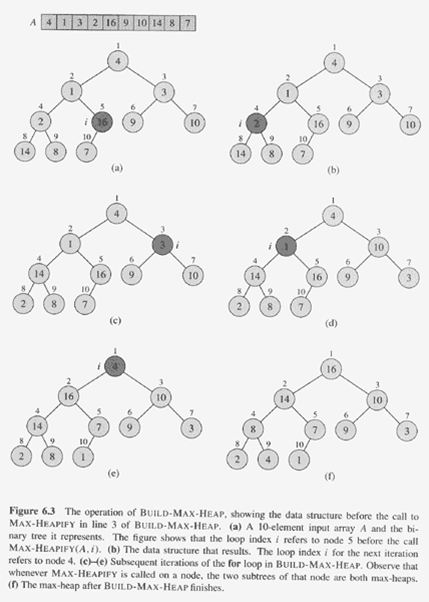 A 4 1 3 2 16 9 10 14 8 7
1
4
2 3
1 3
4 5 6 7
2 i 16 9 10
8 9 10
14 8 7
(a)
1
4
2 3
1 3
4 5 6 7
i 2 16 9 10
8 9 10
14 8 7
(b)
1
4
2 3
1 3 i
4 5 6 7
14 16 9 10
8 9 10
2 8 7
(c)
1
4
2 3
i 1 10
4 5 6 7
14 16 9 3
8 9 10
2 8 7
(d)
1
i 4
2 3
16 10
4 5 6 7
14 7 9 3
8 9 10
2 8 1
(e)
1
16
2 3
14 10
4 5 6 7
8 7 9 3
8 9 10
2 4 1
(f)
Figure 6.3 The operation of BUILD-MAX-HEAP, showing the data structure before the call to
MAX-HEAPIFY in line 3 of BUILD-MAX-HEAP. (a) A 10-element input array A and the bi-
nary tree it represents. The figure shows that the loop index i refers to node 5 before the call
MAX-HEAPIFY(A, i). (b) The data structure that results. The loop index i for the next iteration
refers to node 4. (c)–(e) Subsequent iterations of the for loop in BUILD-MAX-HEAP. Observe that
whenever MAX-HEAPIFY is called on a node, the two subtrees of that node are both max-heaps.
(f) The max-heap after BUILD-MAX-HEAP finishes.